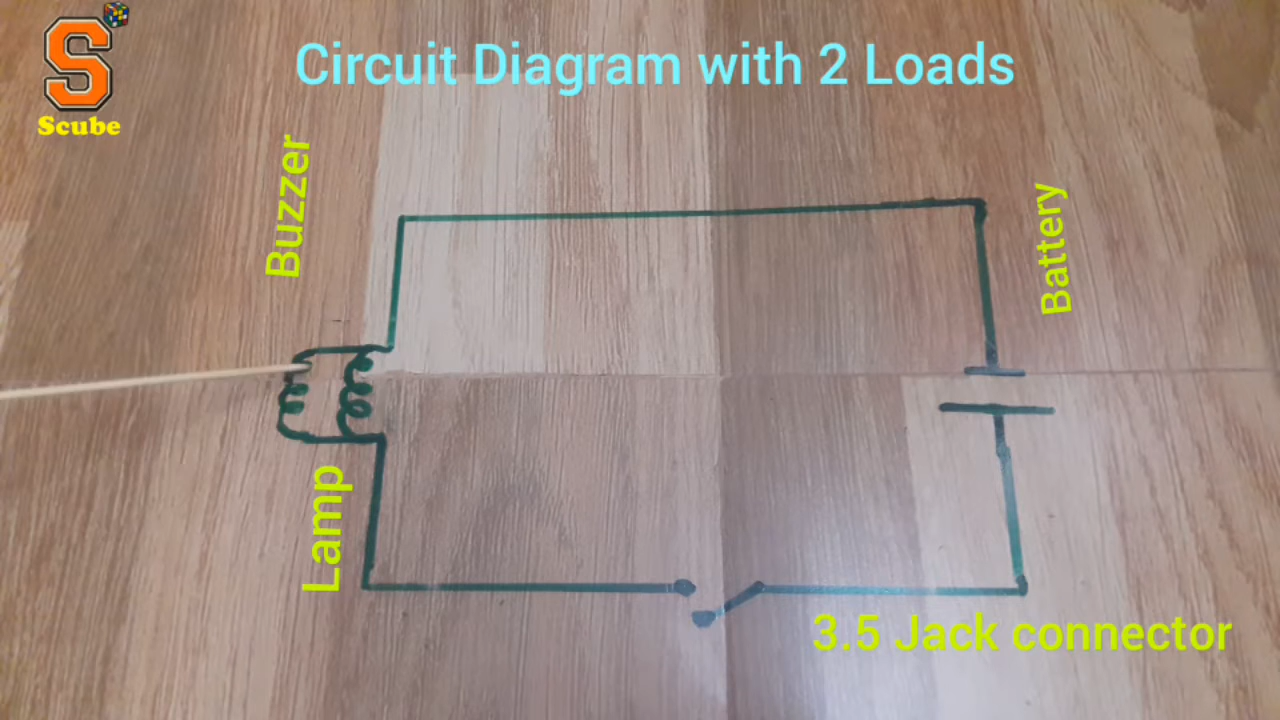 S
Scube
Circuit Diagram with 2 Loads
Buzzer
Battery
Lamp
3.5 Jack connector